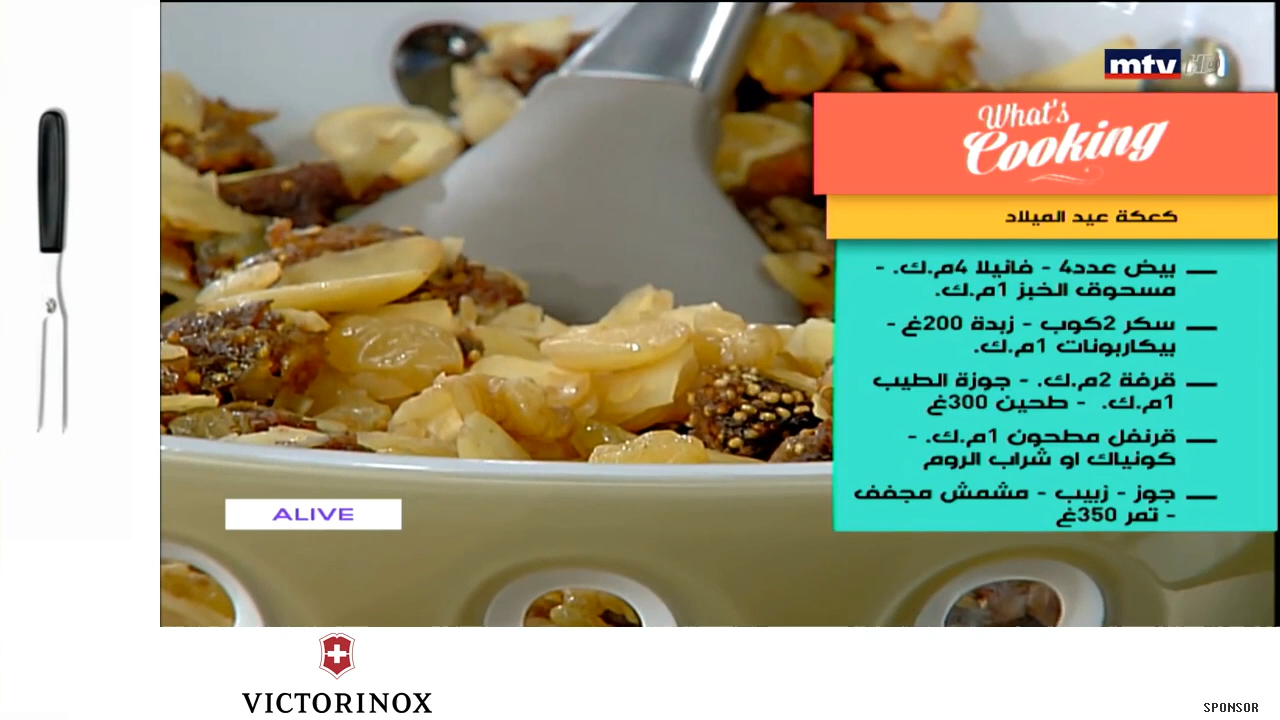 mtv HD
What's
Cooking
كعكة عيد الميلاد
بيض عدد4 - فانيلا 4م.ك. -
مسحوق الخبز 1م.ك.
سكر 2كوب - زبدة 200غ -
بيكاربونات 1م.ك.
قرفة 2م.ك. - جوزة الطيب
1م.ك. - طحين 300غ
قرنفل مطحون 1م.ك. -
كونياك او شراب الروم
جوز - زبيب - مشمش مجفف
- تمر 350غ
ALIVE
VICTORINOX
SPONSOR